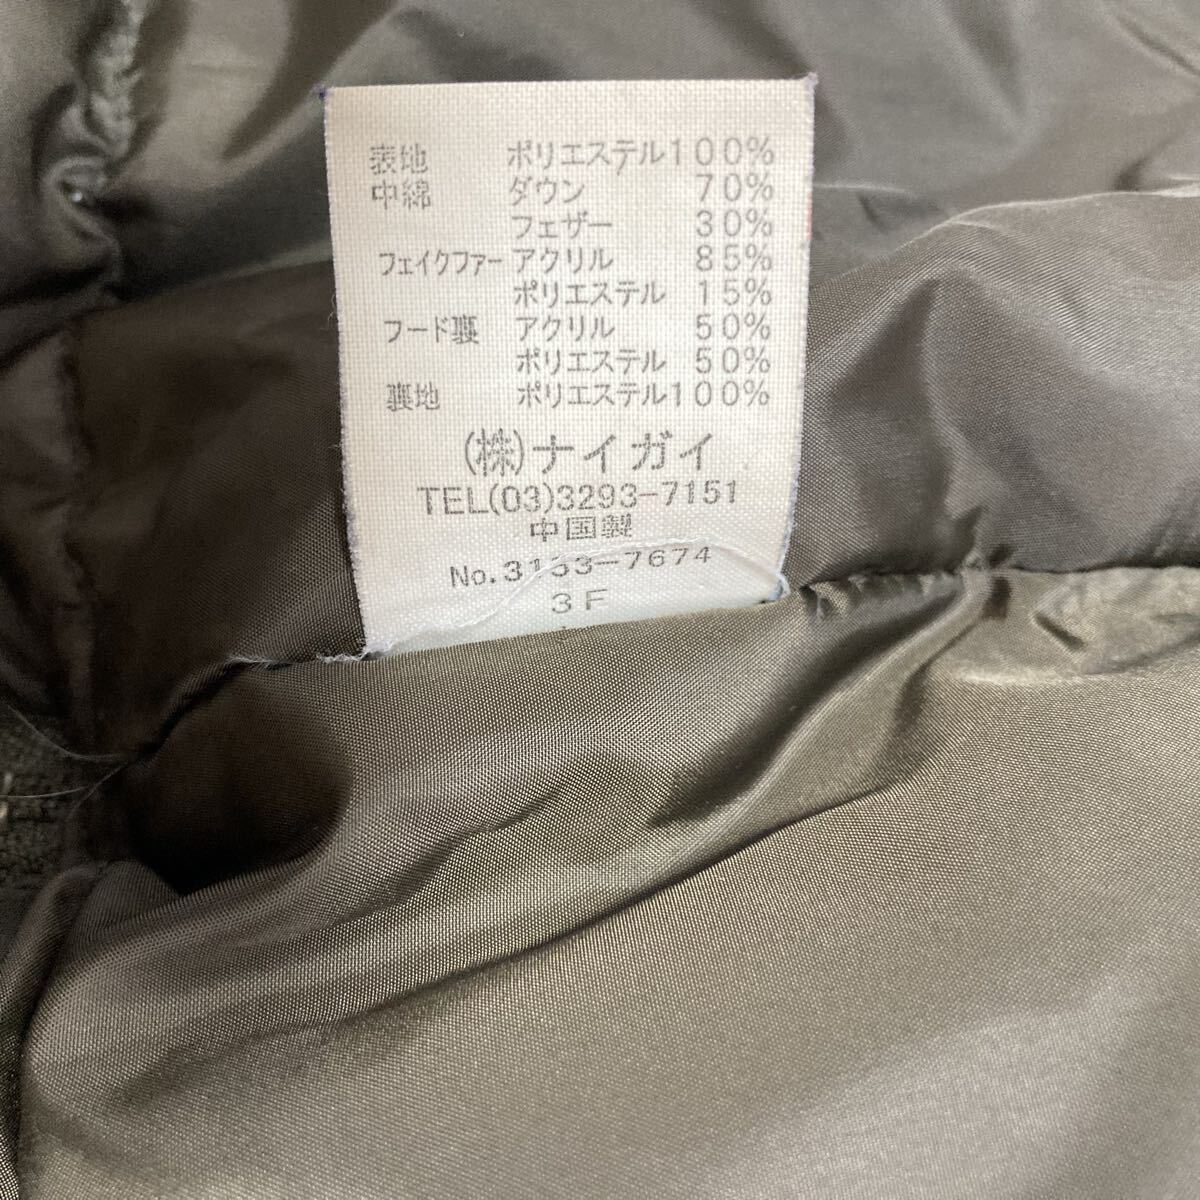 表地 ポリエステル100%
中綿 ダウン 70%
フェザー 30%
フェイクファー アクリル 85%
ポリエステル 15%
フード裏 アクリル 50%
ポリエステル 50%
裏地 ポリエステル100%
(株)ナイガイ
TEL(03)3293-7151
中国製
No.3133-7674
3F